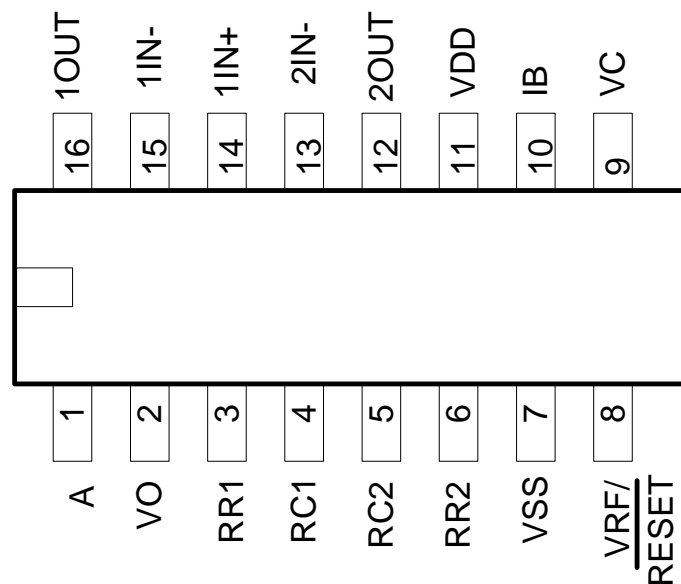 1OUT
1IN-
1IN+
2IN-
2OUT
VDD
IB
VC
16
15
14
13
12
11
10
9
1
2
3
4
5
6
7
8
A
VO
RR1
RC1
RC2
RR2
VSS
VRF/
RESET